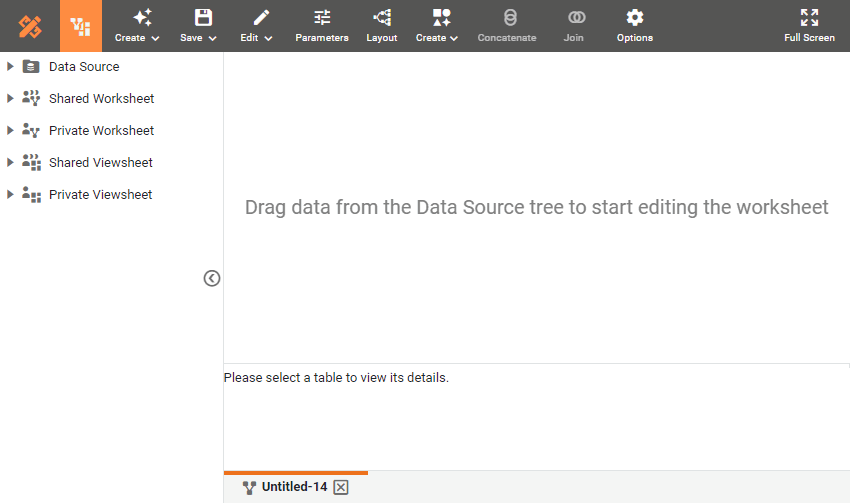 Create Save Edit Parameters Layout Create Concatenate Join Options Full Screen
Data Source
Shared Worksheet
Private Worksheet
Shared Viewsheet
Private Viewsheet
Drag data from the Data Source tree to start editing the worksheet
Please select a table to view its details.
Untitled-14